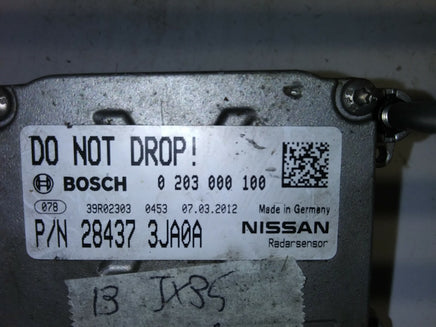 DO NOT DROP!
BOSCH 0 203 000 100
078 39R02303 0453 07.03.2012 Made in Germany
P/N 28437 3JA0A NISSAN
Radarsensor
13 JX35